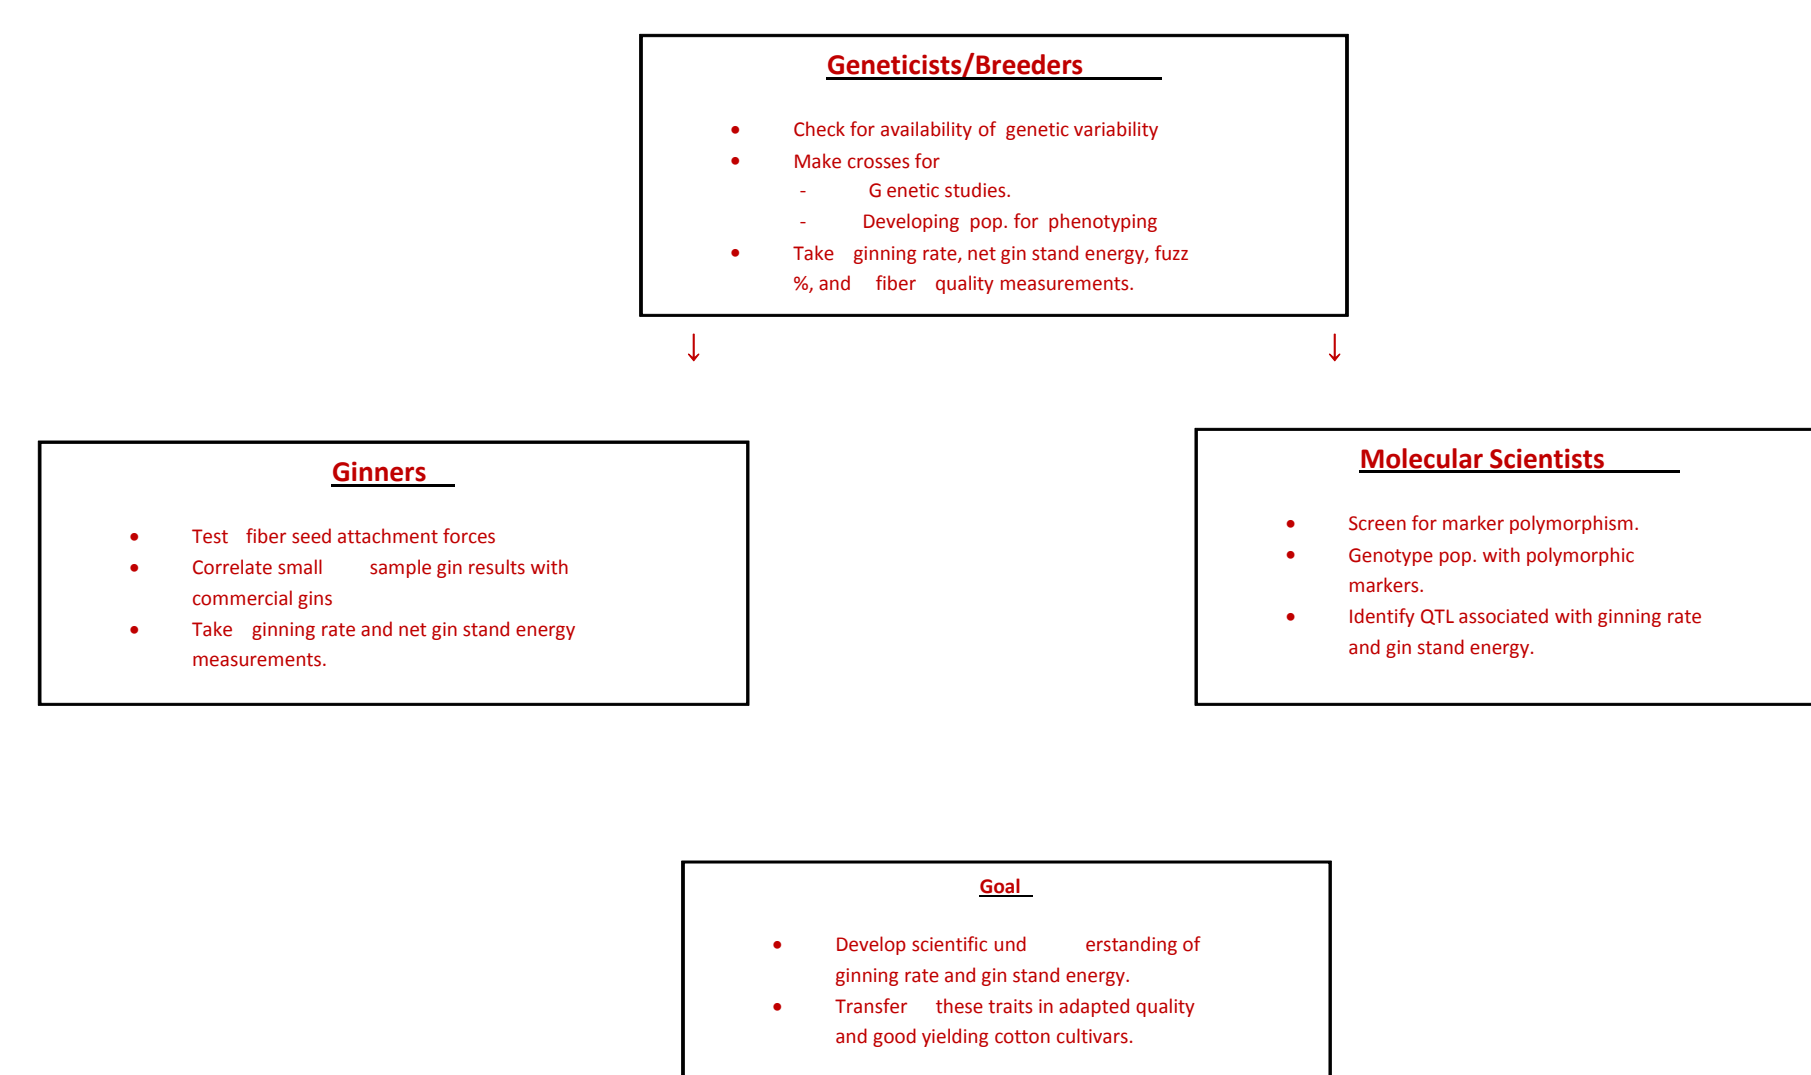 Geneticists/Breeders
• Check for availability of genetic variability
• Make crosses for
- G enetic studies.
- Developing pop. for phenotyping
• Take ginning rate, net gin stand energy, fuzz
%, and fiber quality measurements.
↓ ↓
Ginners
• Test fiber seed attachment forces
• Correlate small sample gin results with
commercial gins
• Take ginning rate and net gin stand energy
measurements.
Molecular Scientists
• Screen for marker polymorphism.
• Genotype pop. with polymorphic
markers.
• Identify QTL associated with ginning rate
and gin stand energy.
Goal
• Develop scientific und erstanding of
ginning rate and gin stand energy.
• Transfer these traits in adapted quality
and good yielding cotton cultivars.